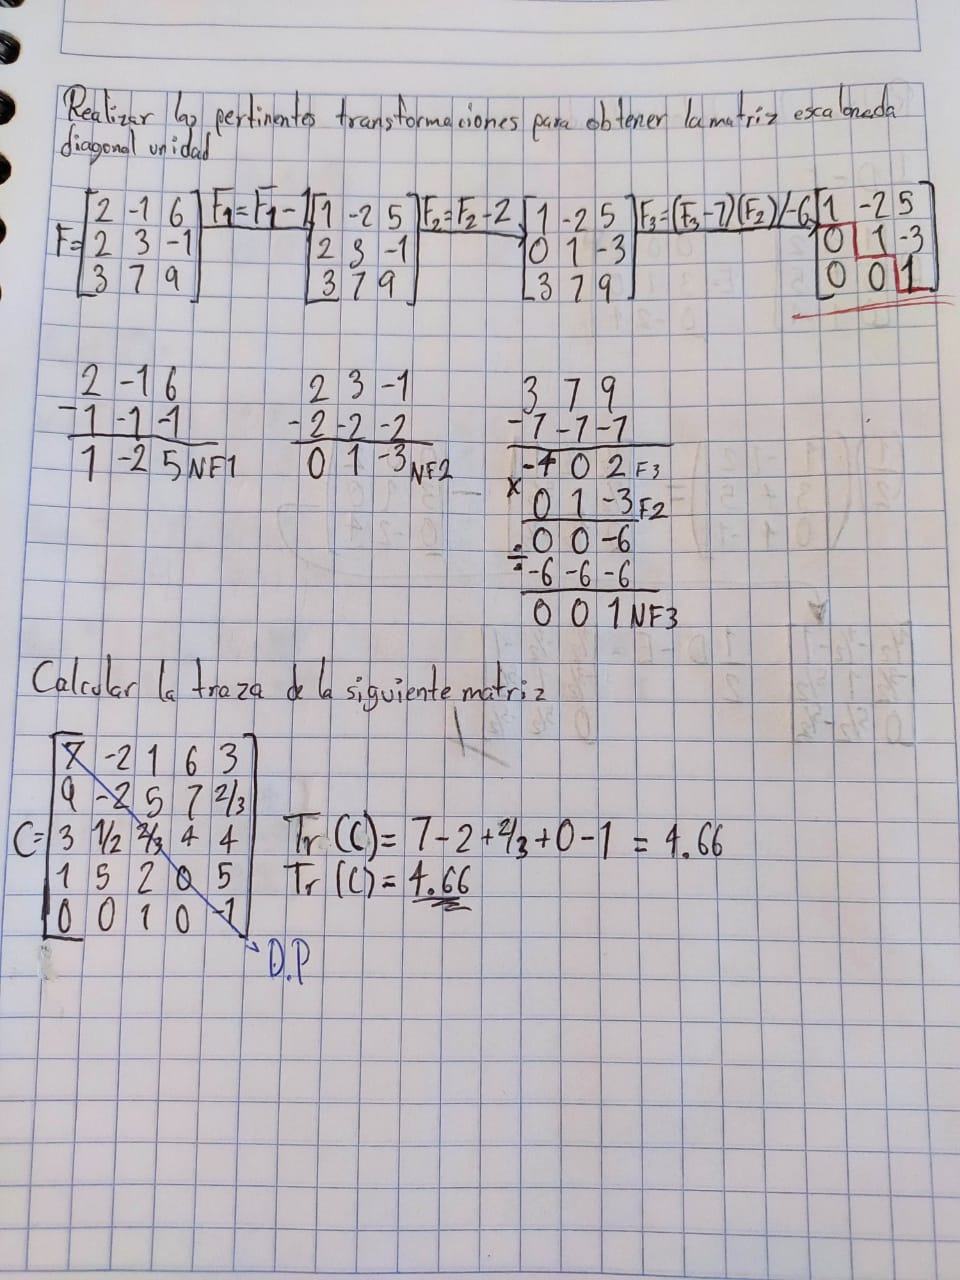 Realizar las pertinentes transformaciones para obtener la matriz escalonada
diagonal unidad
2 -1 6 F1=F1-1 1 -2 5 F2=F2-2 1 -2 5 F3=(F3-7)(F2)/-6 1 -2 5
F= 2 3 -1 2 3 -1 0 1 -3 0 1 -3
3 7 9 3 7 9 3 7 9 0 0 1
2 -1 6 2 3 -1 3 7 9
-1 -1 -1 -2 -2 -2 -7 -7 -7
1 -2 5 NF1 0 1 -3 NF2 -4 0 2 F3
x 0 1 -3 F2
÷ 0 0 -6
-6 -6 -6
0 0 1 NF3
Calcular la traza de la siguiente matriz
7 -2 1 6 3
9 -2 5 7 2/3
C= 3 1/2 2/3 4 4 Tr (C)= 7-2+2/3+0-1 = 4.66
1 5 2 0 5 Tr (C)= 4.66
0 0 1 0 -1
D.P